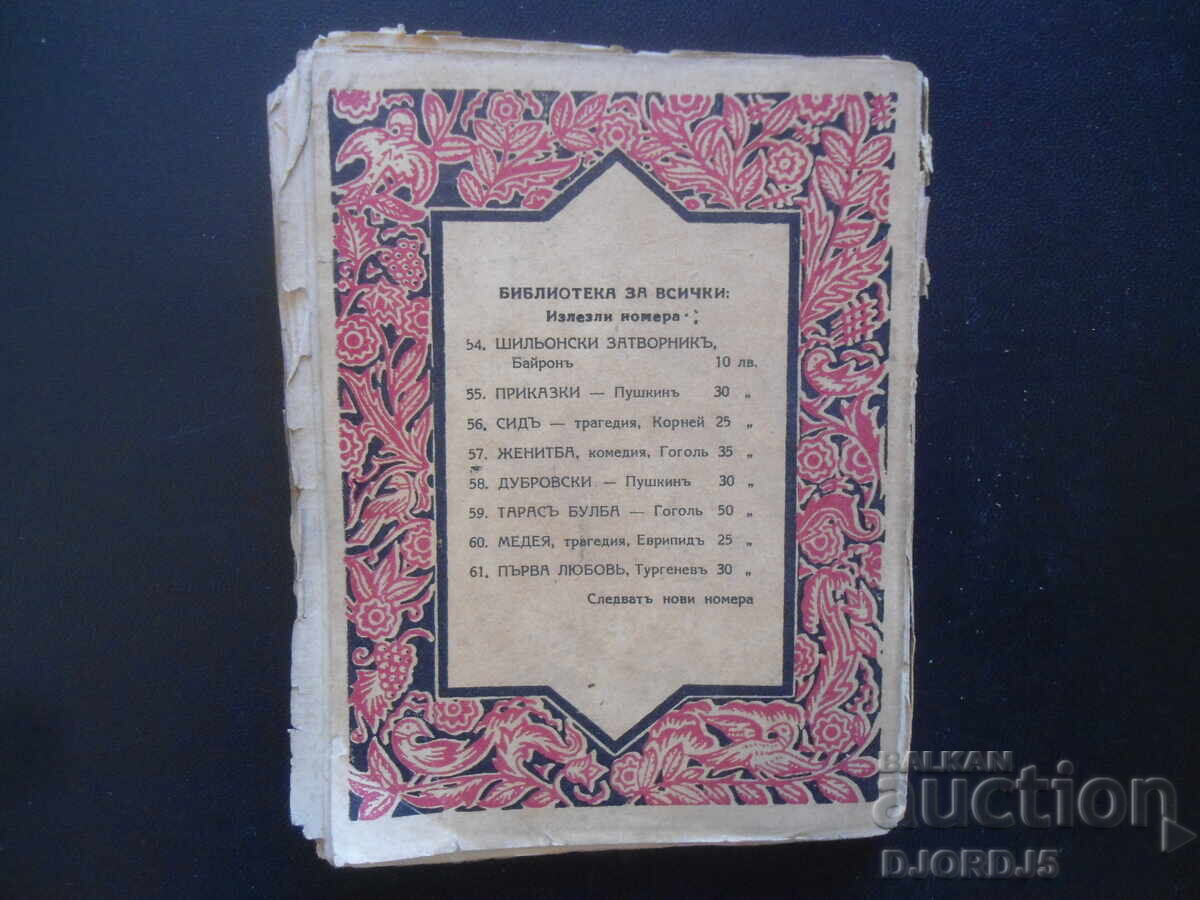 БИБЛИОТЕКА ЗА ВСИЧКИ:
Излезли номера:
54. ШИЛЬОНСКИ ЗАТВОРНИКЪ,
Байронъ 10 лв.
55. ПРИКАЗКИ — Пушкинъ 30 „
56. СИДЪ — трагедия, Корней 25 „
57. ЖЕНИТБА, комедия, Гоголь 35 „
58. ДУБРОВСКИ — Пушкинъ 30 „
59. ТАРАСЪ БУЛБА — Гоголь 50 „
60. МЕДЕЯ, трагедия, Еврипидъ 25 „
61. ПЪРВА ЛЮБОВЬ, Тургеневъ 30 „
Следватъ нови номера
BALKAN
auction
DJORDJ5